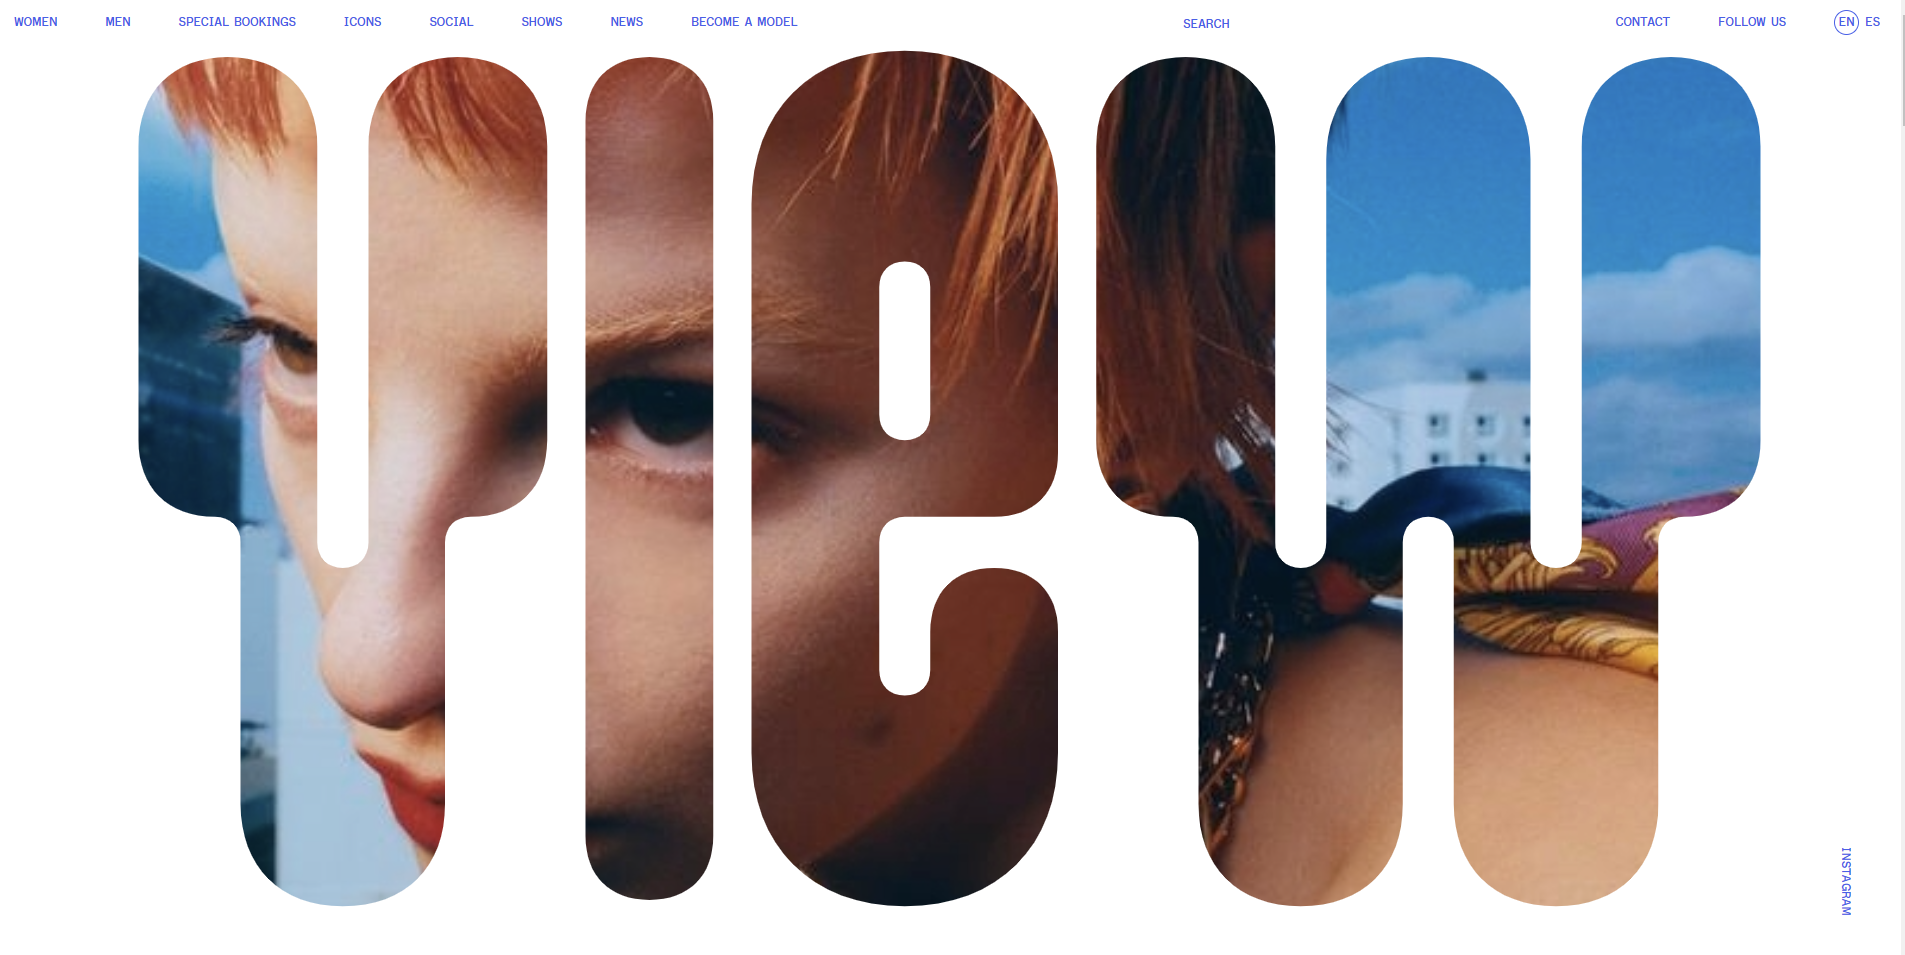 WOMEN MEN SPECIAL BOOKINGS ICONS SOCIAL SHOWS NEWS BECOME A MODEL SEARCH CONTACT FOLLOW US EN ES
VIEW
INSTAGRAM